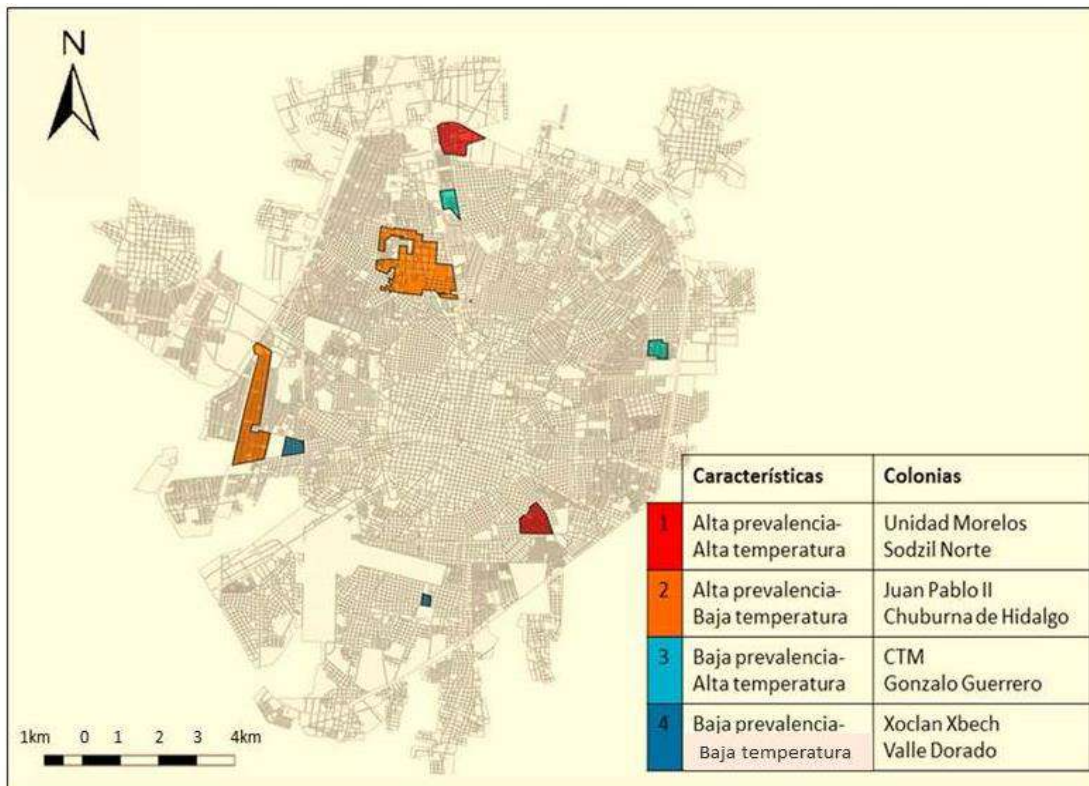 N
Características Colonias
1 Alta prevalencia- Unidad Morelos
Alta temperatura Sodzil Norte
2 Alta prevalencia- Juan Pablo II
Baja temperatura Chuburna de Hidalgo
3 Baja prevalencia- CTM
Alta temperatura Gonzalo Guerrero
4 Baja prevalencia- Xoclan Xbech
Baja temperatura Valle Dorado
1km 0 1 2 3 4km